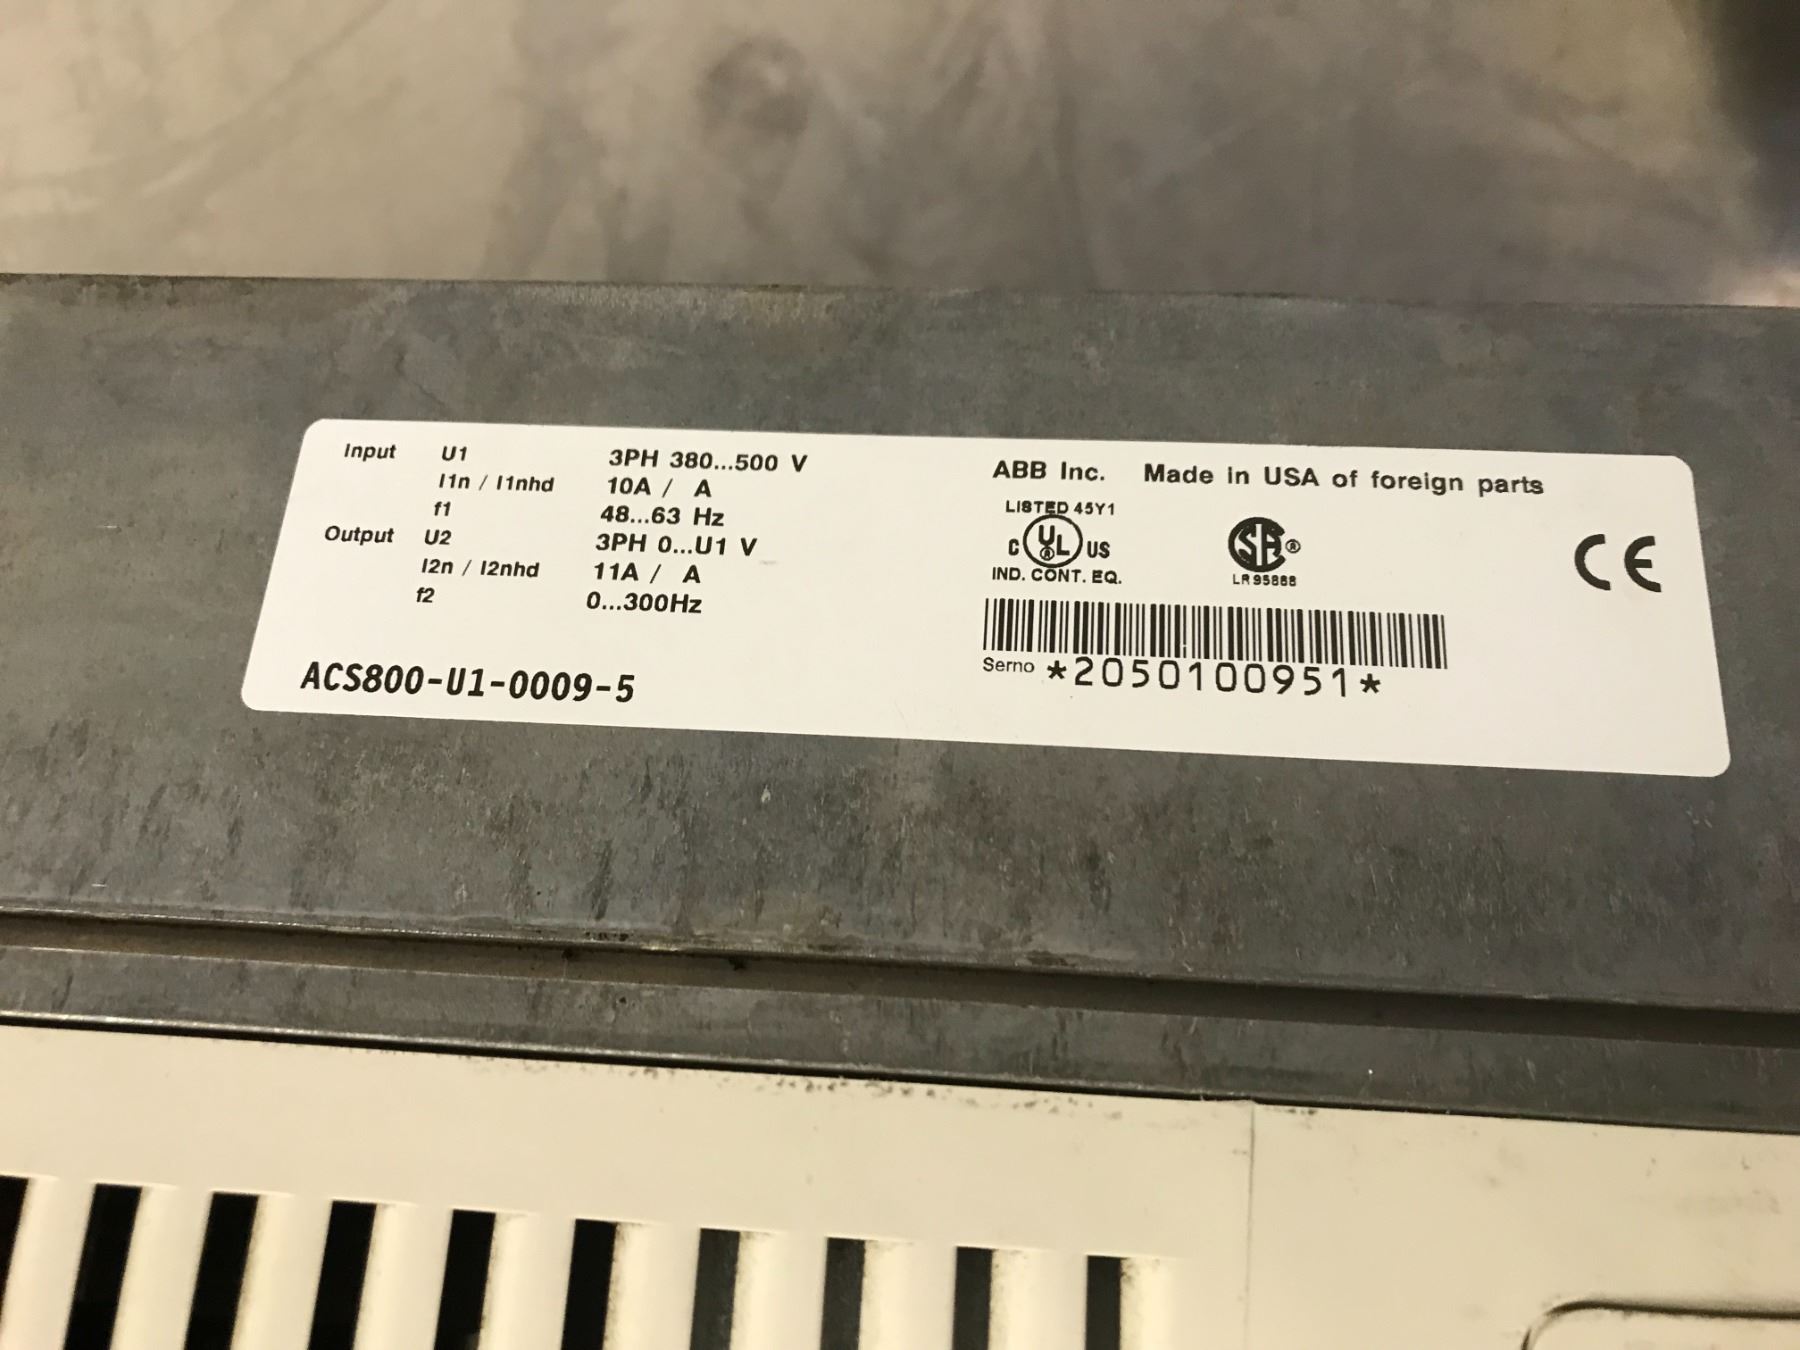 Input U1 3PH 380...500 V
I1n / I1nhd 10A / A
f1 48...63 Hz
Output U2 3PH 0...U1 V
I2n / I2nhd 11A / A
f2 0...300Hz
ACS800-U1-0009-5
ABB Inc. Made in USA of foreign parts
LISTED 45Y1
C UL® US
IND. CONT. EQ.
SA®
LR95888
CE
Serno *2050100951*